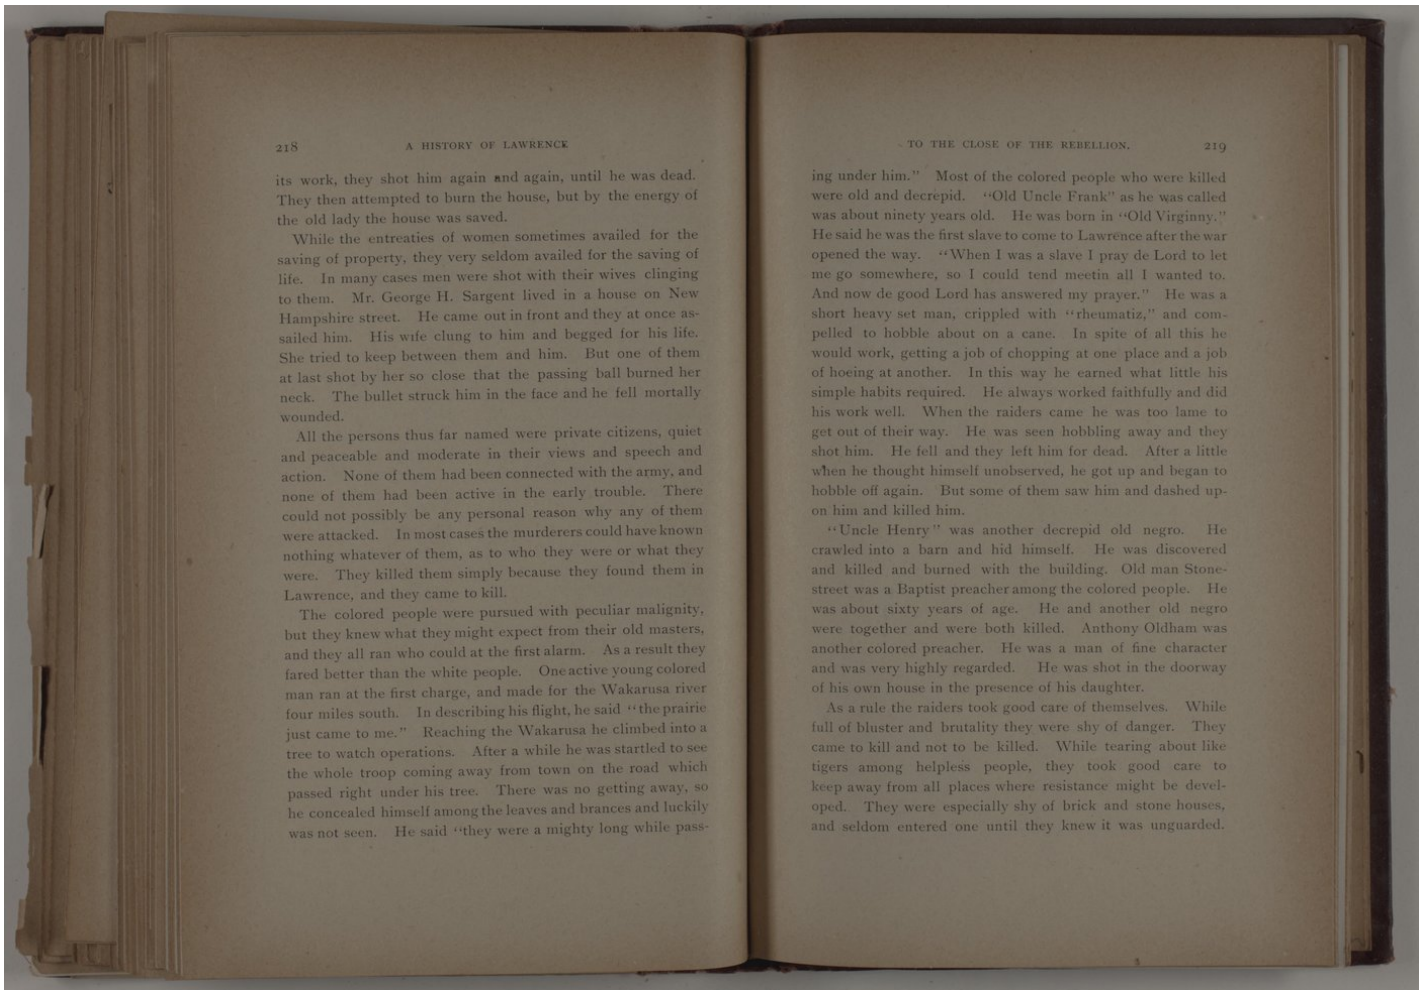 218 A HISTORY OF LAWRENCE
its work, they shot him again and again, until he was dead.
They then attempted to burn the house, but by the energy of
the old lady the house was saved.
While the entreaties of women sometimes availed for the
saving of property, they very seldom availed for the saving of
life. In many cases men were shot with their wives clinging
to them. Mr. George H. Sargent lived in a house on New
Hampshire street. He came out in front and they at once as-
sailed him. His wife clung to him and begged for his life.
She tried to keep between them and him. But one of them
at last shot by her so close that the passing ball burned her
neck. The bullet struck him in the face and he fell mortally
wounded.
All the persons thus far named were private citizens, quiet
and peaceable and moderate in their views and speech and
action. None of them had been connected with the army, and
none of them had been active in the early trouble. There
could not possibly be any personal reason why any of them
were attacked. In most cases the murderers could have known
nothing whatever of them, as to who they were or what they
were. They killed them simply because they found them in
Lawrence, and they came to kill.
The colored people were pursued with peculiar malignity,
but they knew what they might expect from their old masters,
and they all ran who could at the first alarm. As a result they
fared better than the white people. One active young colored
man ran at the first charge, and made for the Wakarusa river
four miles south. In describing his flight, he said "the prairie
just came to me." Reaching the Wakarusa he climbed into a
tree to watch operations. After a while he was startled to see
the whole troop coming away from town on the road which
passed right under his tree. There was no getting away, so
he concealed himself among the leaves and brances and luckily
was not seen. He said "they were a mighty long while pass-
TO THE CLOSE OF THE REBELLION. 219
ing under him." Most of the colored people who were killed
were old and decrepid. "Old Uncle Frank" as he was called
was about ninety years old. He was born in "Old Virginny."
He said he was the first slave to come to Lawrence after the war
opened the way. "When I was a slave I pray de Lord to let
me go somewhere, so I could tend meetin all I wanted to.
And now de good Lord has answered my prayer." He was a
short heavy set man, crippled with "rheumatiz," and com-
pelled to hobble about on a cane. In spite of all this he
would work, getting a job of chopping at one place and a job
of hoeing at another. In this way he earned what little his
simple habits required. He always worked faithfully and did
his work well. When the raiders came he was too lame to
get out of their way. He was seen hobbling away and they
shot him. He fell and they left him for dead. After a little
when he thought himself unobserved, he got up and began to
hobble off again. But some of them saw him and dashed up-
on him and killed him.
"Uncle Henry" was another decrepid old negro. He
crawled into a barn and hid himself. He was discovered
and killed and burned with the building. Old man Stone-
street was a Baptist preacher among the colored people. He
was about sixty years of age. He and another old negro
were together and were both killed. Anthony Oldham was
another colored preacher. He was a man of fine character
and was very highly regarded. He was shot in the doorway
of his own house in the presence of his daughter.
As a rule the raiders took good care of themselves. While
full of bluster and brutality they were shy of danger. They
came to kill and not to be killed. While tearing about like
tigers among helpless people, they took good care to
keep away from all places where resistance might be devel-
oped. They were especially shy of brick and stone houses,
and seldom entered one until they knew it was unguarded.